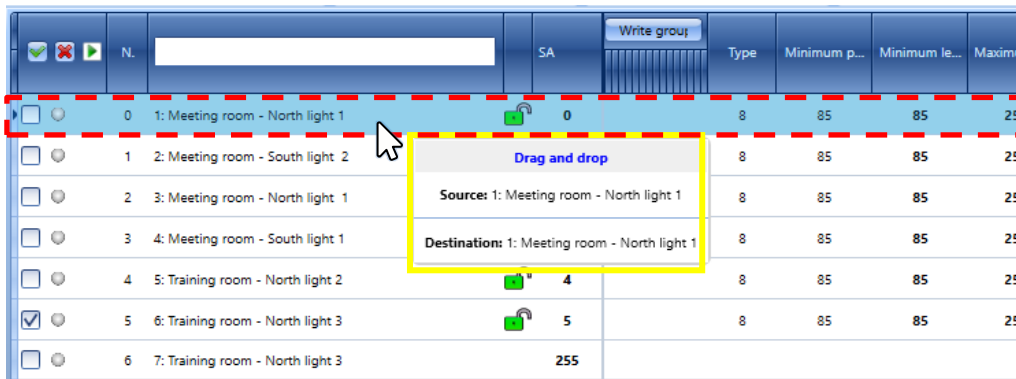 N. SA Write group Type Minimum p... Minimum le... Maximu
0 1: Meeting room - North light 1 0 8 85 85 25
1 2: Meeting room - South light 2 8 85 85 25
2 3: Meeting room - North light 1 8 85 85 25
3 4: Meeting room - South light 1 8 85 85 25
4 5: Training room - North light 2 4 8 85 85 25
5 6: Training room - North light 3 5 8 85 85 25
6 7: Training room - North light 3 255
Drag and drop
Source: 1: Meeting room - North light 1
Destination: 1: Meeting room - North light 1